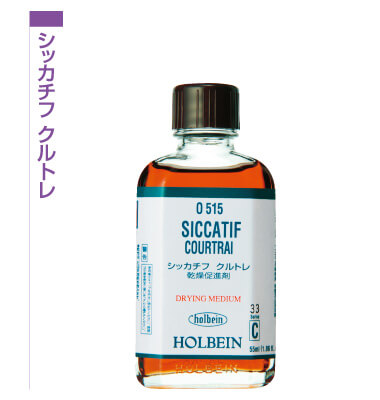 シッカチフ クルトレ
O 515
SICCATIF
COURTRAI
シッカチフ クルトレ
乾燥促進剤
DRYING MEDIUM
holbein
33
C
HOLBEIN
HOLBEIN